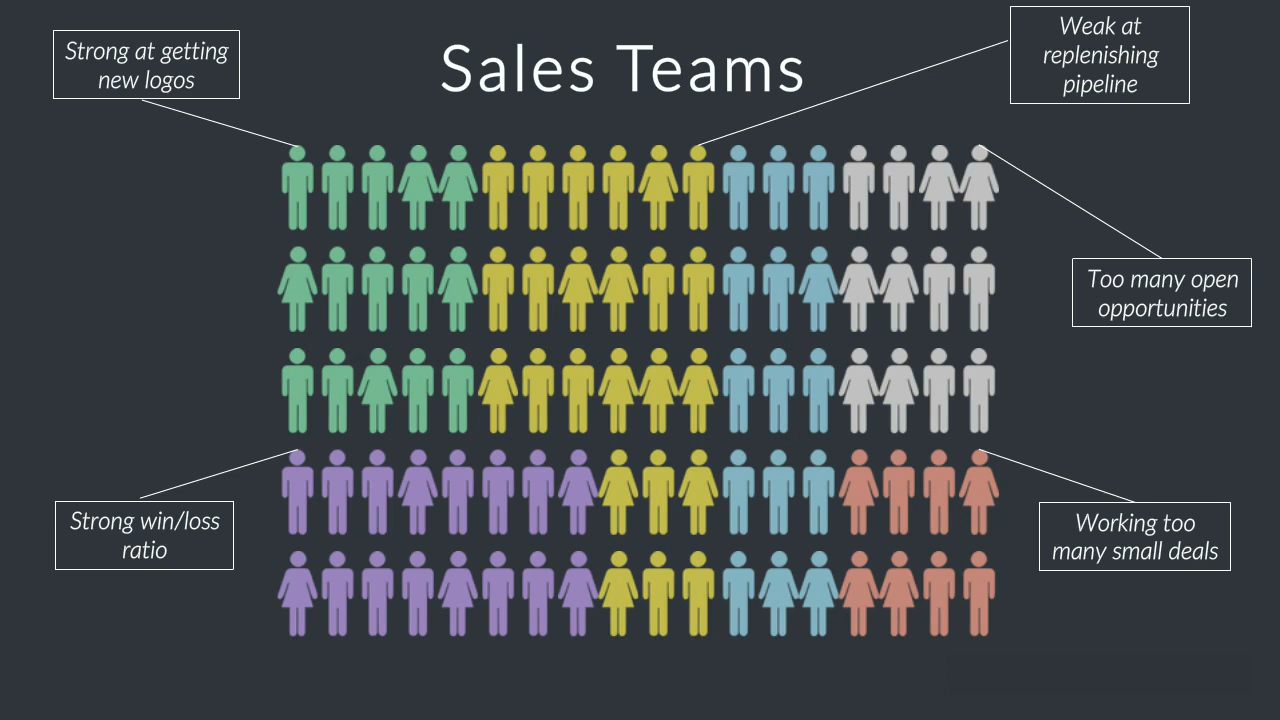 Strong at getting
new logos
Sales Teams
Weak at
replenishing
pipeline
Too many open
opportunities
Strong win/loss
ratio
Working too
many small deals